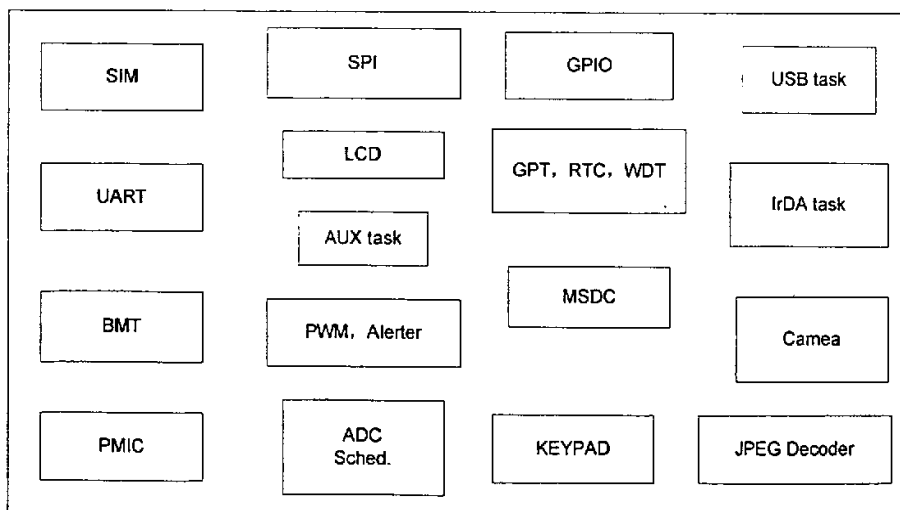 SIM
SPI
GPIO
USB task
LCD
GPT，RTC，WDT
UART
IrDA task
AUX task
MSDC
BMT
PWM，Alerter
Camea
PMIC
ADC
Sched.
KEYPAD
JPEG Decoder